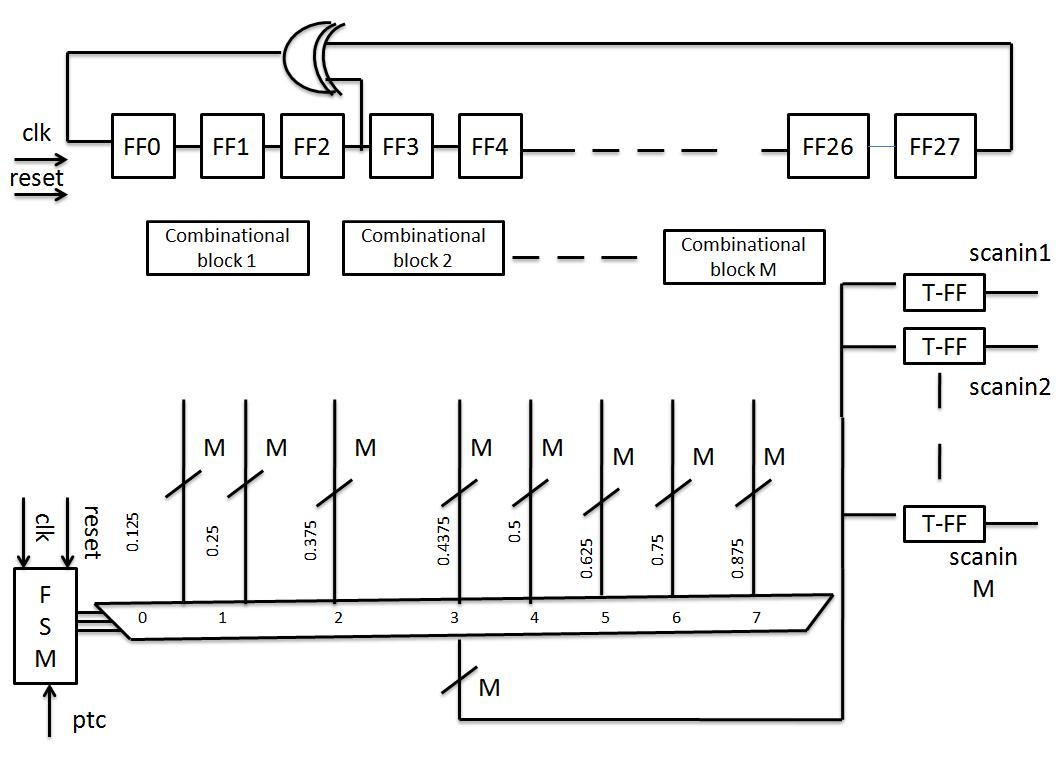 clk
reset
FF0
FF1
FF2
FF3
FF4
FF26
FF27
Combinational
block 1
Combinational
block 2
Combinational
block M
scanin1
T-FF
T-FF
scanin2
T-FF
scanin
M
M
M
M
M
M
M
M
M
0.125
0.25
0.375
0.4375
0.5
0.625
0.75
0.875
clk
reset
F
S
M
0
1
2
3
4
5
6
7
M
ptc